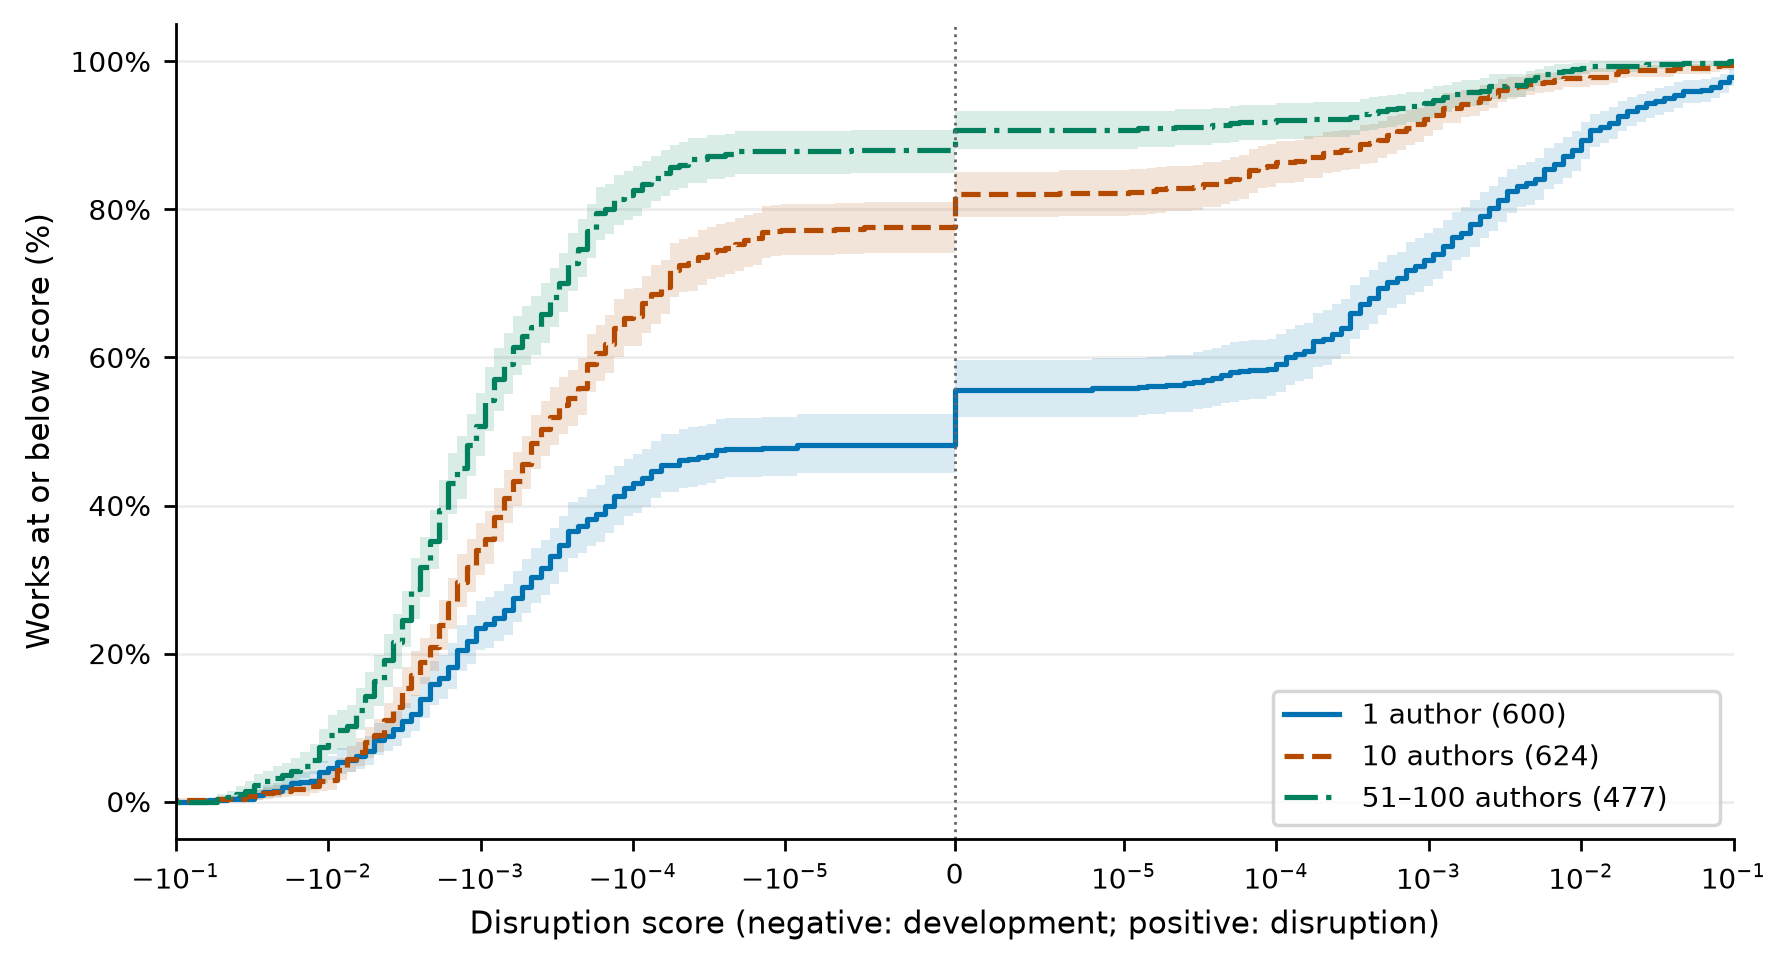 100%
80%
60%
40%
20%
0%
Works at or below score (%)
1 author (600)
10 authors (624)
51–100 authors (477)
−10⁻¹ −10⁻² −10⁻³ −10⁻⁴ −10⁻⁵ 0 10⁻⁵ 10⁻⁴ 10⁻³ 10⁻² 10⁻¹
Disruption score (negative: development; positive: disruption)